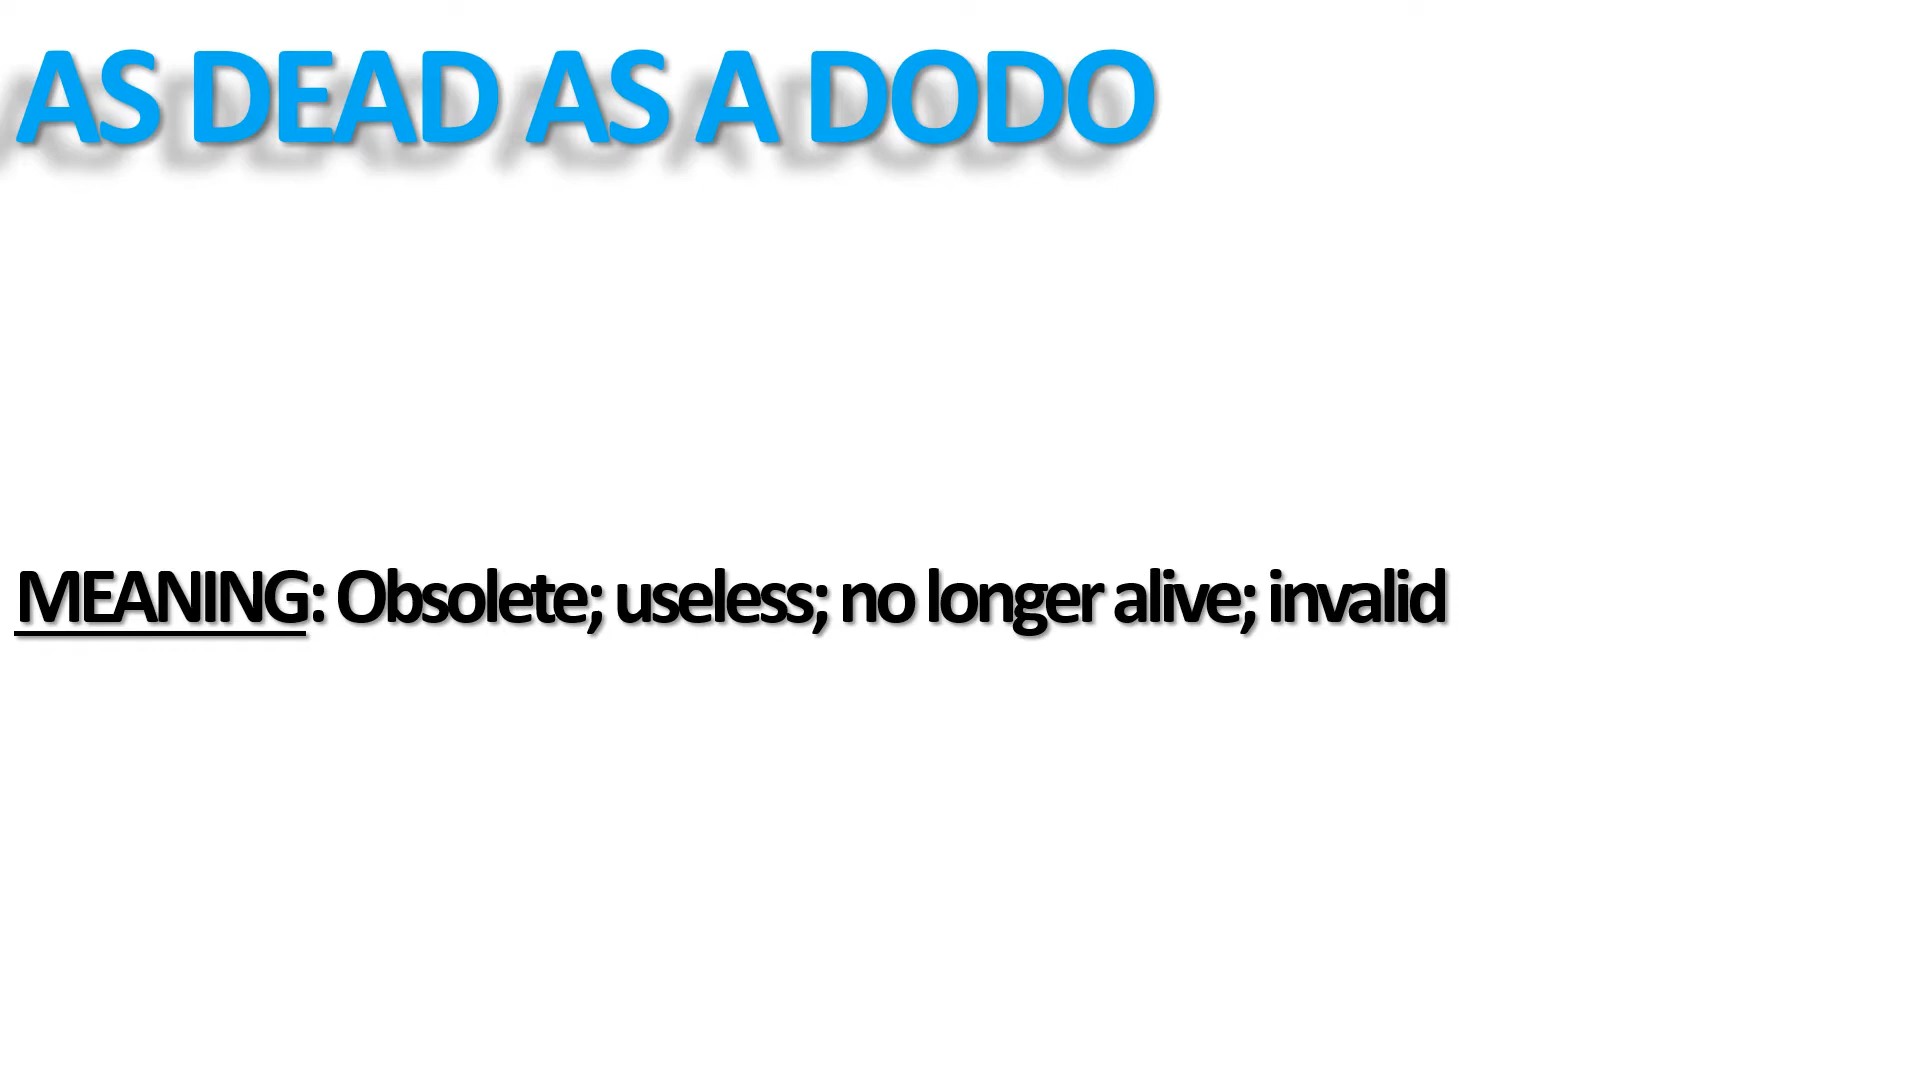 AS DEAD AS A DODO
MEANING: Obsolete; useless; no longer alive; invalid